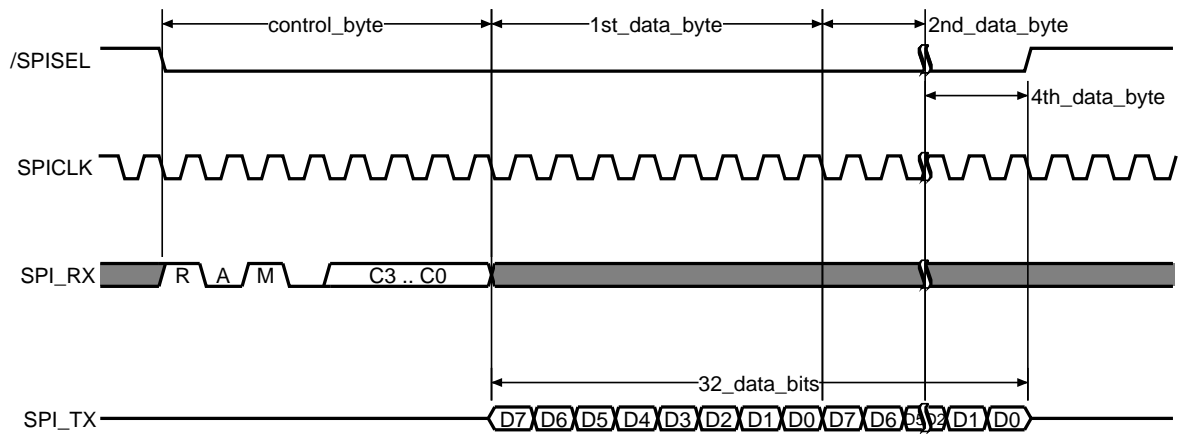 control_byte 1st_data_byte 2nd_data_byte
/SPISEL
4th_data_byte
SPICLK
SPI_RX R A M C3 .. C0
32_data_bits
SPI_TX D7 D6 D5 D4 D3 D2 D1 D0 D7 D6 D5 D2 D1 D0